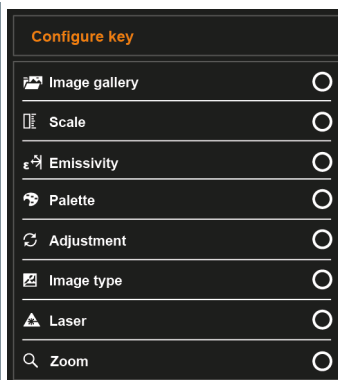 Configure key
Image gallery
Scale
ε Emissivity
Palette
Adjustment
Image type
Laser
Zoom